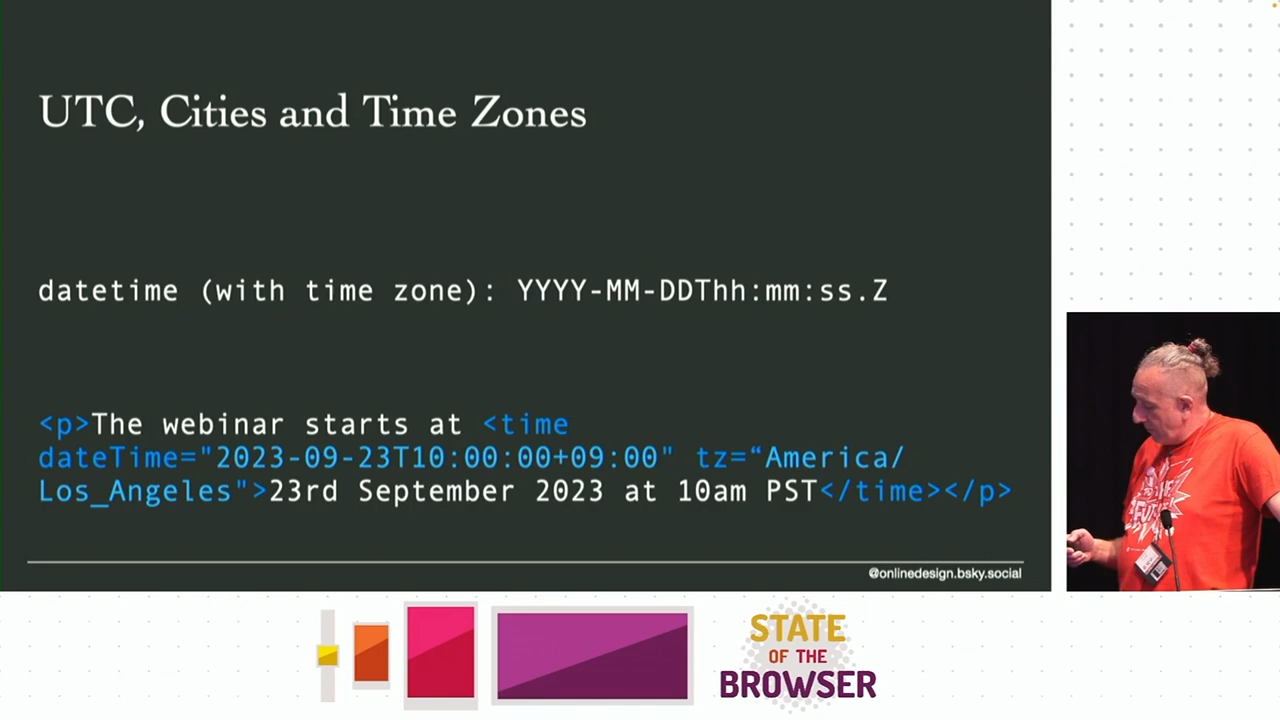 UTC, Cities and Time Zones
datetime (with time zone): YYYY-MM-DDThh:mm:ss.Z
<p>The webinar starts at <time
dateTime="2023-09-23T10:00:00+09:00" tz=“America/
Los_Angeles">23rd September 2023 at 10am PST</time></p>
@onlinedesign.bsky.social
STATE
OF THE
BROWSER